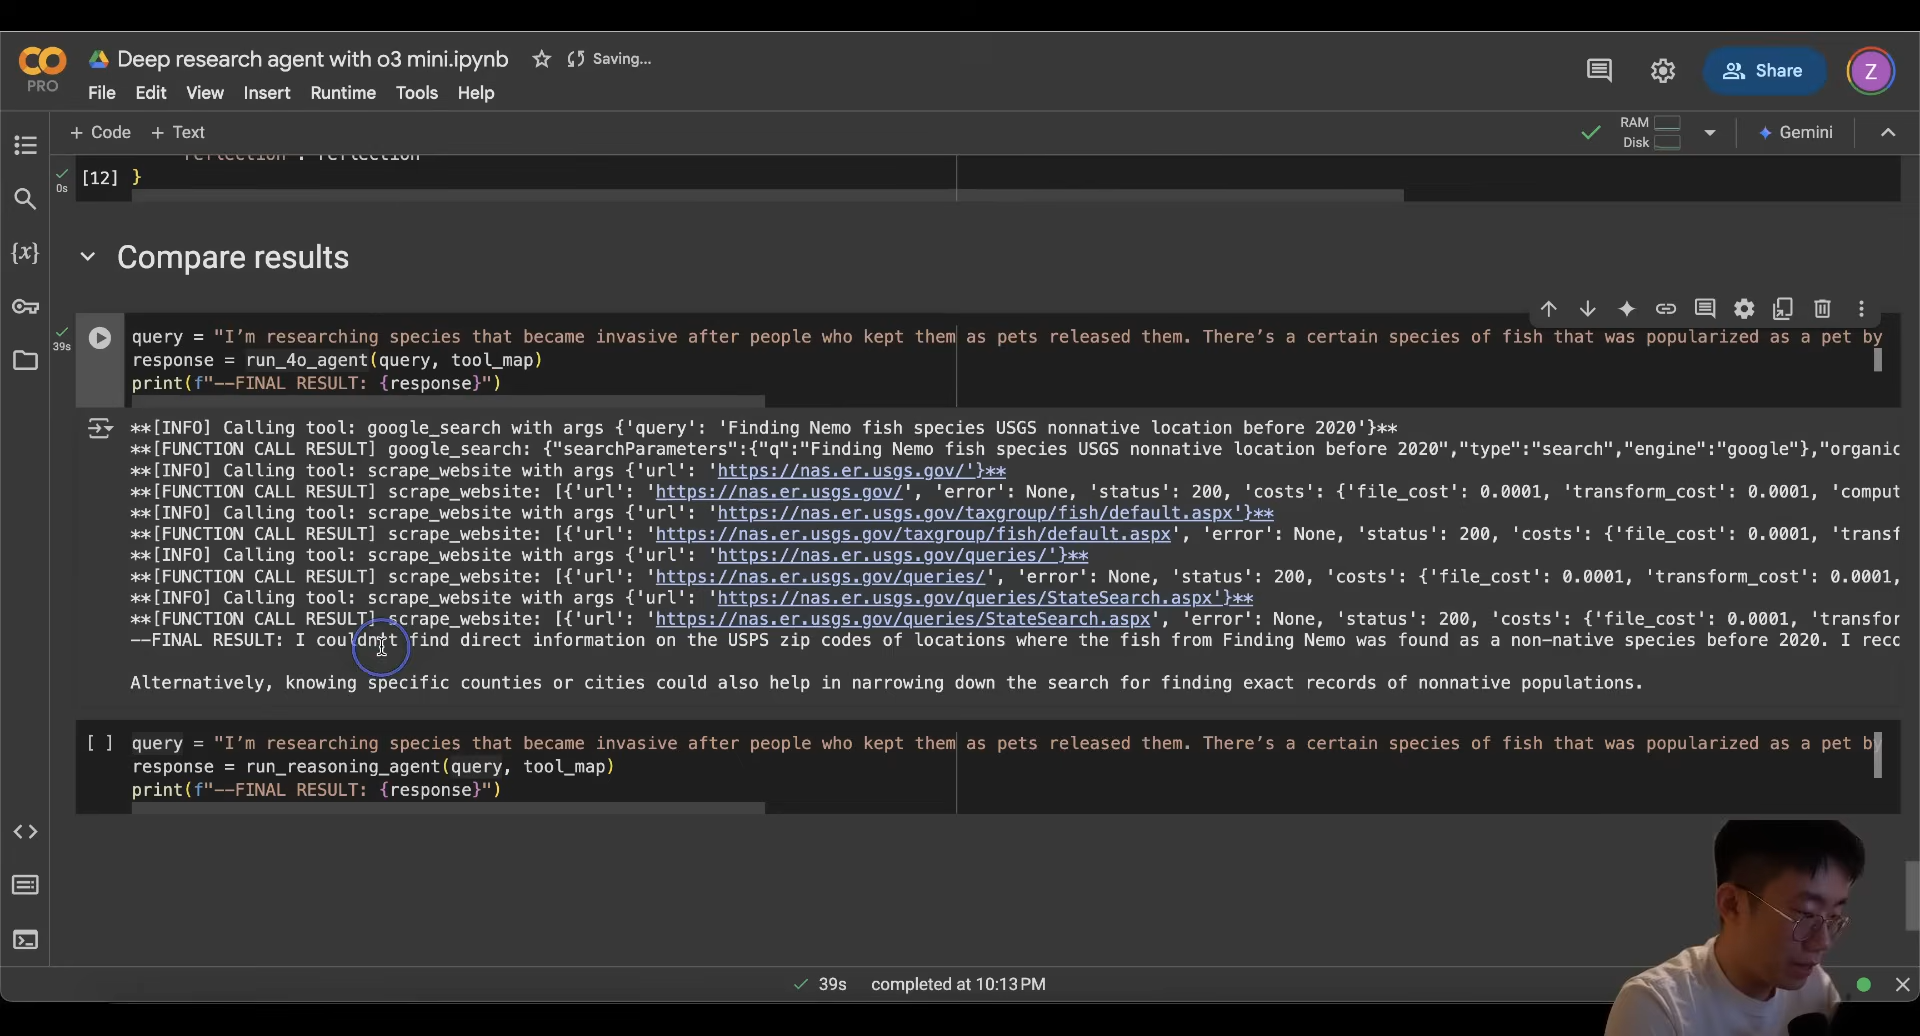 Deep research agent with o3 mini.ipynb
Saving...
PRO
File Edit View Insert Runtime Tools Help
Share
Z
+ Code + Text
RAM
Disk
Gemini
reflection : reflection
[12] }
0s
Compare results
39s
query = "I’m researching species that became invasive after people who kept them as pets released them. There’s a certain species of fish that was popularized as a pet by
response = run_4o_agent(query, tool_map)
print(f"--FINAL RESULT: {response}")
**[INFO] Calling tool: google_search with args {'query': 'Finding Nemo fish species USGS nonnative location before 2020'}**
**[FUNCTION CALL RESULT] google_search: {"searchParameters":{"q":"Finding Nemo fish species USGS nonnative location before 2020","type":"search","engine":"google"},"organic
**[INFO] Calling tool: scrape_website with args {'url': 'https://nas.er.usgs.gov/'}**
**[FUNCTION CALL RESULT] scrape_website: [{'url': 'https://nas.er.usgs.gov/', 'error': None, 'status': 200, 'costs': {'file_cost': 0.0001, 'transform_cost': 0.0001, 'comput
**[INFO] Calling tool: scrape_website with args {'url': 'https://nas.er.usgs.gov/taxgroup/fish/default.aspx'}**
**[FUNCTION CALL RESULT] scrape_website: [{'url': 'https://nas.er.usgs.gov/taxgroup/fish/default.aspx', 'error': None, 'status': 200, 'costs': {'file_cost': 0.0001, 'transf
**[INFO] Calling tool: scrape_website with args {'url': 'https://nas.er.usgs.gov/queries/'}**
**[FUNCTION CALL RESULT] scrape_website: [{'url': 'https://nas.er.usgs.gov/queries/', 'error': None, 'status': 200, 'costs': {'file_cost': 0.0001, 'transform_cost': 0.0001,
**[INFO] Calling tool: scrape_website with args {'url': 'https://nas.er.usgs.gov/queries/StateSearch.aspx'}**
**[FUNCTION CALL RESULT] scrape_website: [{'url': 'https://nas.er.usgs.gov/queries/StateSearch.aspx', 'error': None, 'status': 200, 'costs': {'file_cost': 0.0001, 'transfor
--FINAL RESULT: I couldn't find direct information on the USPS zip codes of locations where the fish from Finding Nemo was found as a non-native species before 2020. I reco
Alternatively, knowing specific counties or cities could also help in narrowing down the search for finding exact records of nonnative populations.
[ ] query = "I’m researching species that became invasive after people who kept them as pets released them. There’s a certain species of fish that was popularized as a pet by
response = run_reasoning_agent(query, tool_map)
print(f"--FINAL RESULT: {response}")
39s completed at 10:13 PM